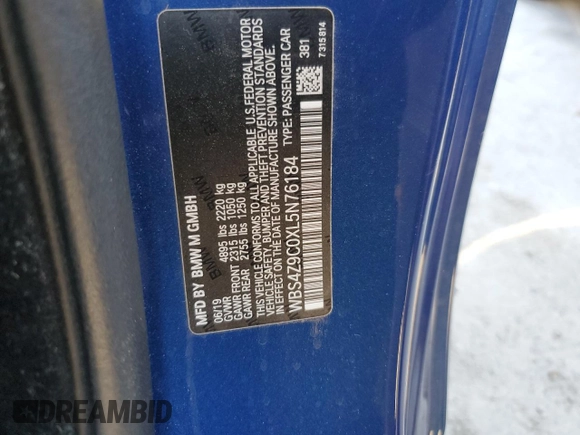 MFD BY BMW M GMBH
06/19
GVWR 4895 lbs 2220 kg
GAWR FRONT 2315 lbs 1050 kg
GAWR REAR 2755 lbs 1250 kg
THIS VEHICLE CONFORMS TO ALL APPLICABLE U.S. FEDERAL MOTOR
VEHICLE SAFETY, BUMPER, AND THEFT PREVENTION STANDARDS
IN EFFECT ON THE DATE OF MANUFACTURE SHOWN ABOVE.
WBS4Z9C0XL5N76184
TYPE: PASSENGER CAR
381
7315814
DREAMBID